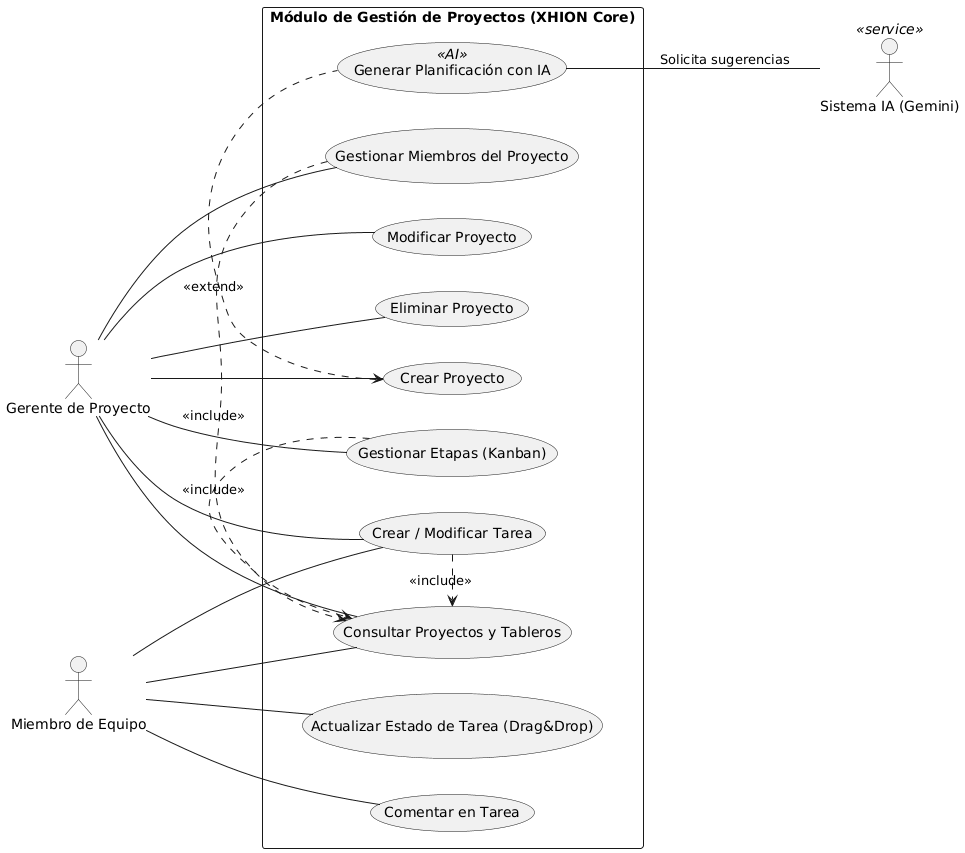 Módulo de Gestión de Proyectos (XHION Core)
«service»
«AI»
Generar Planificación con IA
Solicita sugerencias
Sistema IA (Gemini)
Gestionar Miembros del Proyecto
Modificar Proyecto
«extend»
Eliminar Proyecto
Crear Proyecto
Gerente de Proyecto
«include»
Gestionar Etapas (Kanban)
«include»
Crear / Modificar Tarea
«include»
Consultar Proyectos y Tableros
Miembro de Equipo
Actualizar Estado de Tarea (Drag&Drop)
Comentar en Tarea